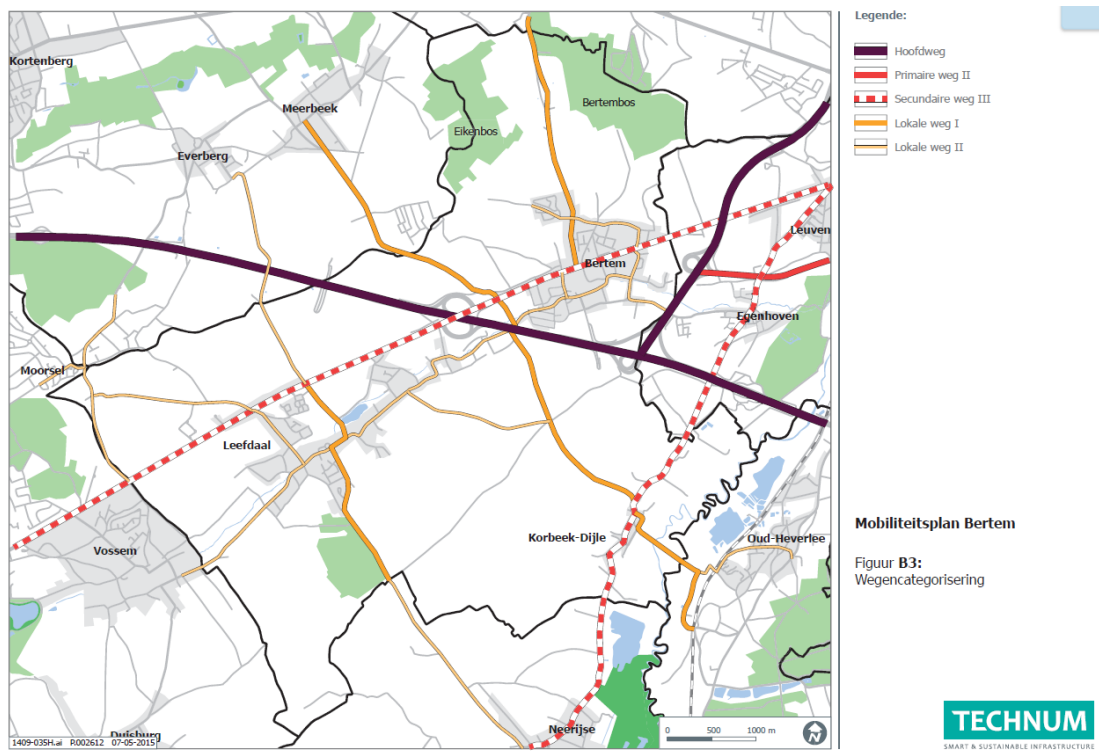 Legende:
Hoofdweg
Primaire weg II
Secundaire weg III
Lokale weg I
Lokale weg II
Kortenberg
Meerbeek
Everberg
Eikenbos
Bertembos
Leuven
Bertem
Egenhoven
Moorsel
Leefdaal
Vossem
Korbeek-Dijle
Oud-Heverlee
Neerijse
Duisburg
1409-035H.ai P.002612 07-05-2015
0 500 1000 m
N
Mobiliteitsplan Bertem
Figuur B3:
Wegencategorisering
TECHNUM
SMART & SUSTAINABLE INFRASTRUCTURE